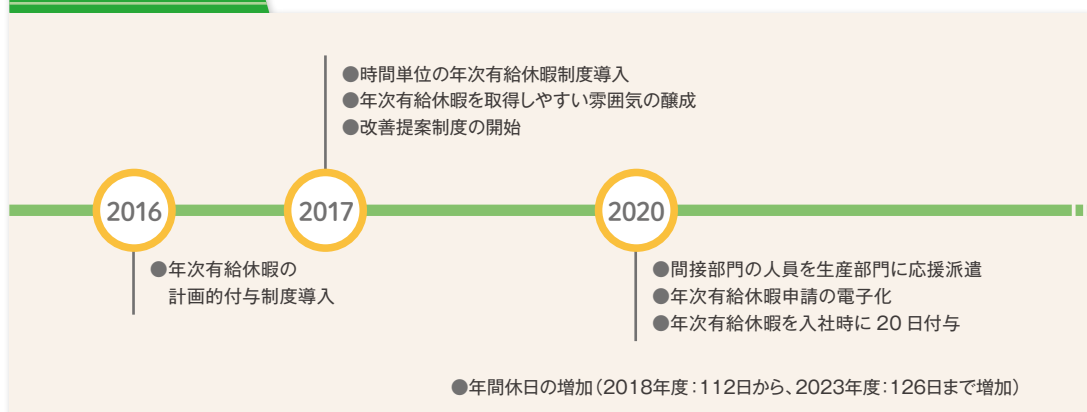 ●時間単位の年次有給休暇制度導入
●年次有給休暇を取得しやすい雰囲気の醸成
●改善提案制度の開始
2016
2017
2020
●年次有給休暇の
計画的付与制度導入
●間接部門の人員を生産部門に応援派遣
●年次有給休暇申請の電子化
●年次有給休暇を入社時に 20 日付与
●年間休日の増加（2018年度：112日から、2023年度：126日まで増加）